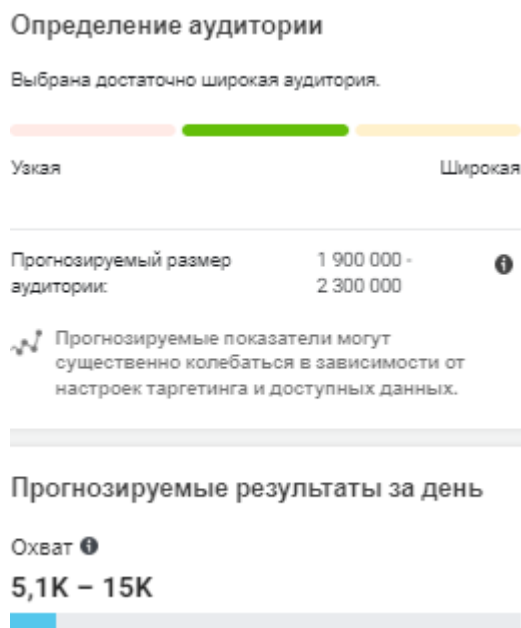 Определение аудитории
Выбрана достаточно широкая аудитория.
Узкая Широкая
Прогнозируемый размер 1 900 000 -
аудитории: 2 300 000
Прогнозируемые показатели могут
существенно колебаться в зависимости от
настроек таргетинга и доступных данных.
Прогнозируемые результаты за день
Охват
5,1K – 15K